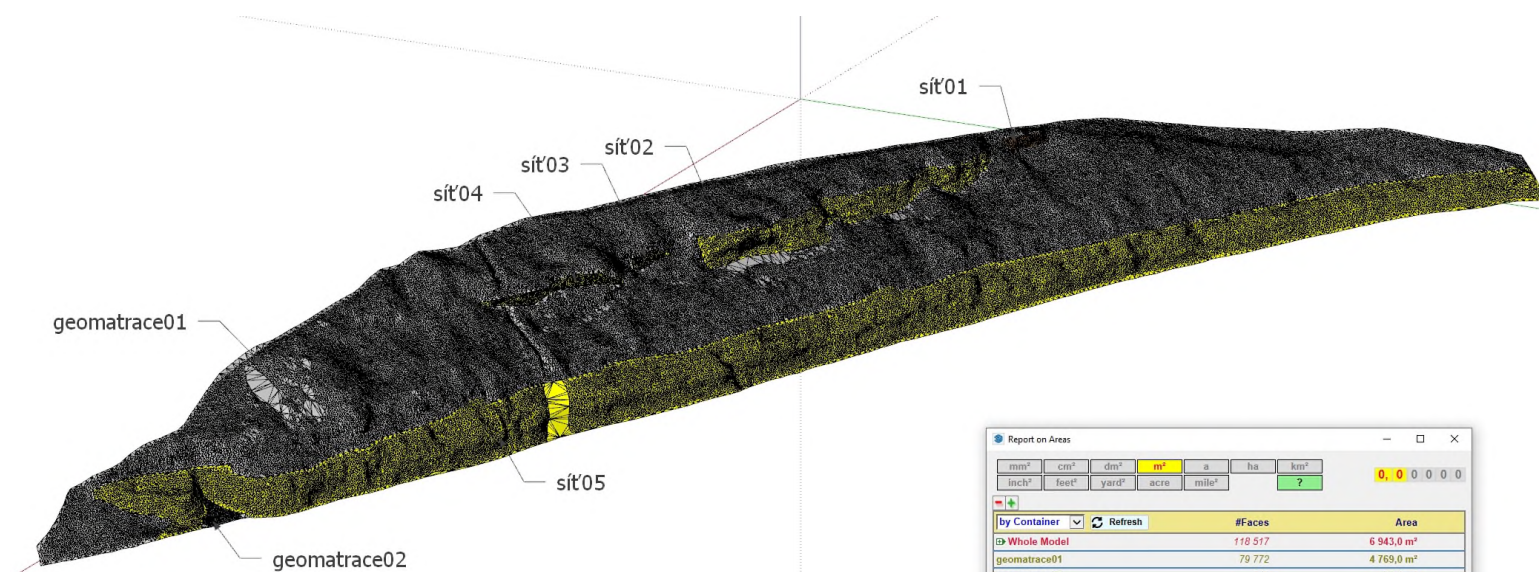 síť01
síť02
síť03
síť04
geomatrace01
síť05
geomatrace02
Report on Areas
mm² cm² dm² m² a ha km²
0, 0 0 0 0 0
inch² feet² yard² acre mile² ?
by Container Refresh #Faces Area
Whole Model 118 517 6 943,0 m²
geomatrace01 79 772 4 769,0 m²